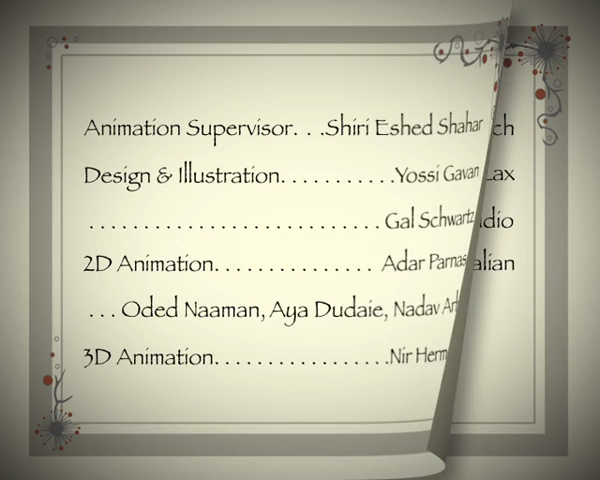 Animation Supervisor. . .Shiri Eshed Shahar
Design & Illustration. . . . . . . . . . .Yossi Gavan
. . . . . . . . . . . . . . . . . . . . . . . . . . . . Gal Schwartz
2D Animation. . . . . . . . . . . . . . . Adar Parnas
. . . Oded Naaman, Aya Dudaie, Nadav
3D Animation. . . . . . . . . . . . . . . . .Nir